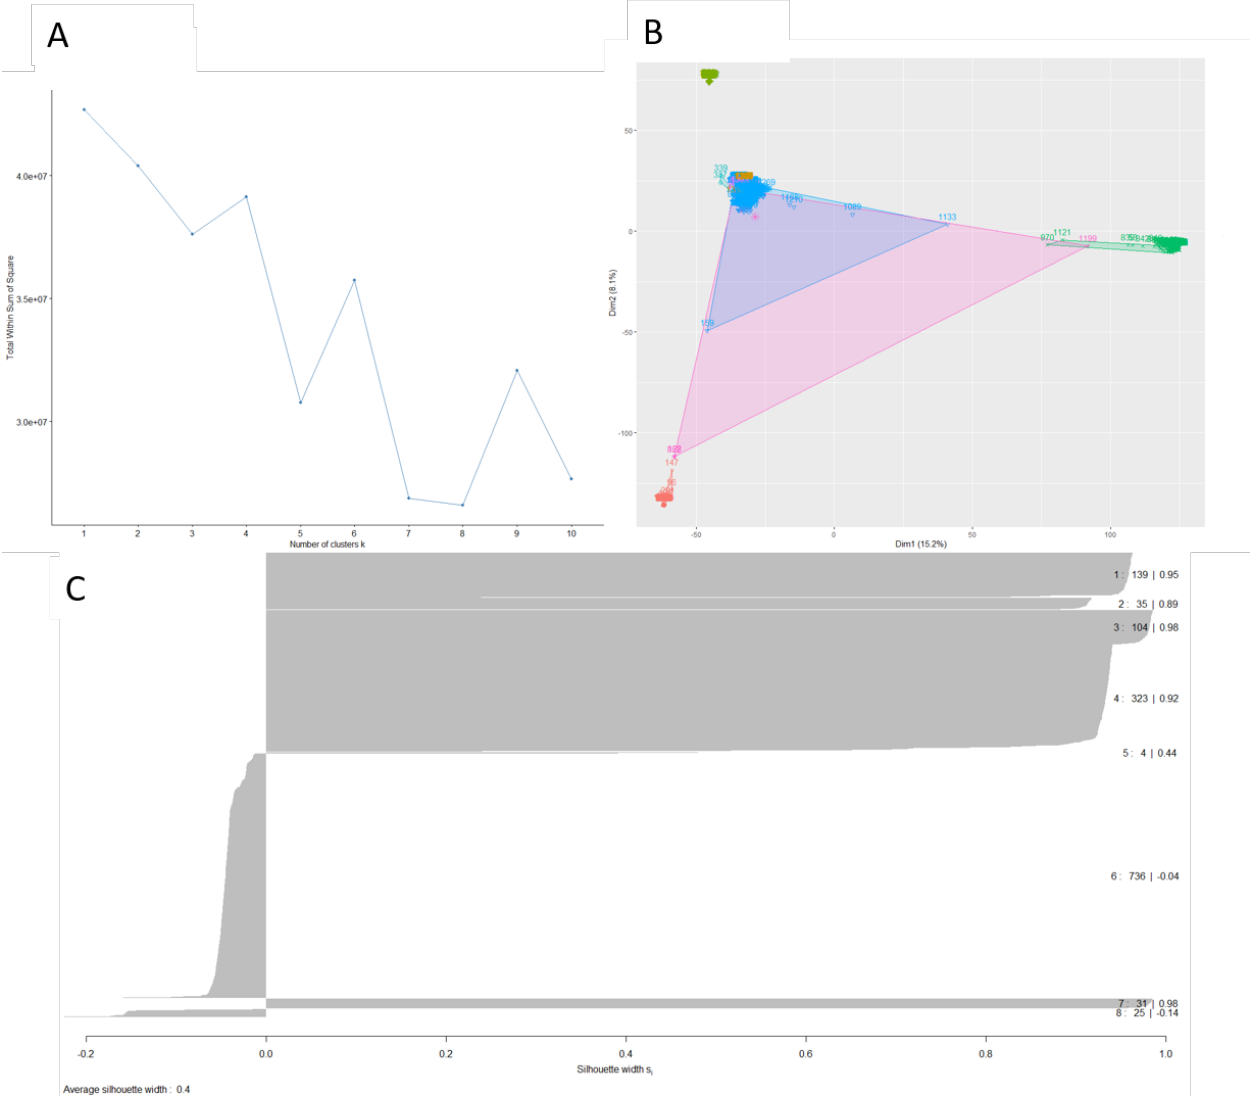 A
4.0e+07
3.5e+07
3.0e+07
Total Within Sum of Square
1 2 3 4 5 6 7 8 9 10
Number of clusters k
B
50
0
-50
-100
Dim2 (8.1%)
339
1089
1133
159
970
1121
1199
147
-50 0 50 100
Dim1 (15.2%)
C
1 : 139 | 0.95
2 : 35 | 0.89
3 : 104 | 0.98
4 : 323 | 0.92
5 : 4 | 0.44
6 : 736 | -0.04
7 : 31 | 0.98
8 : 25 | -0.14
-0.2 0.0 0.2 0.4 0.6 0.8 1.0
Silhouette width si
Average silhouette width : 0.4